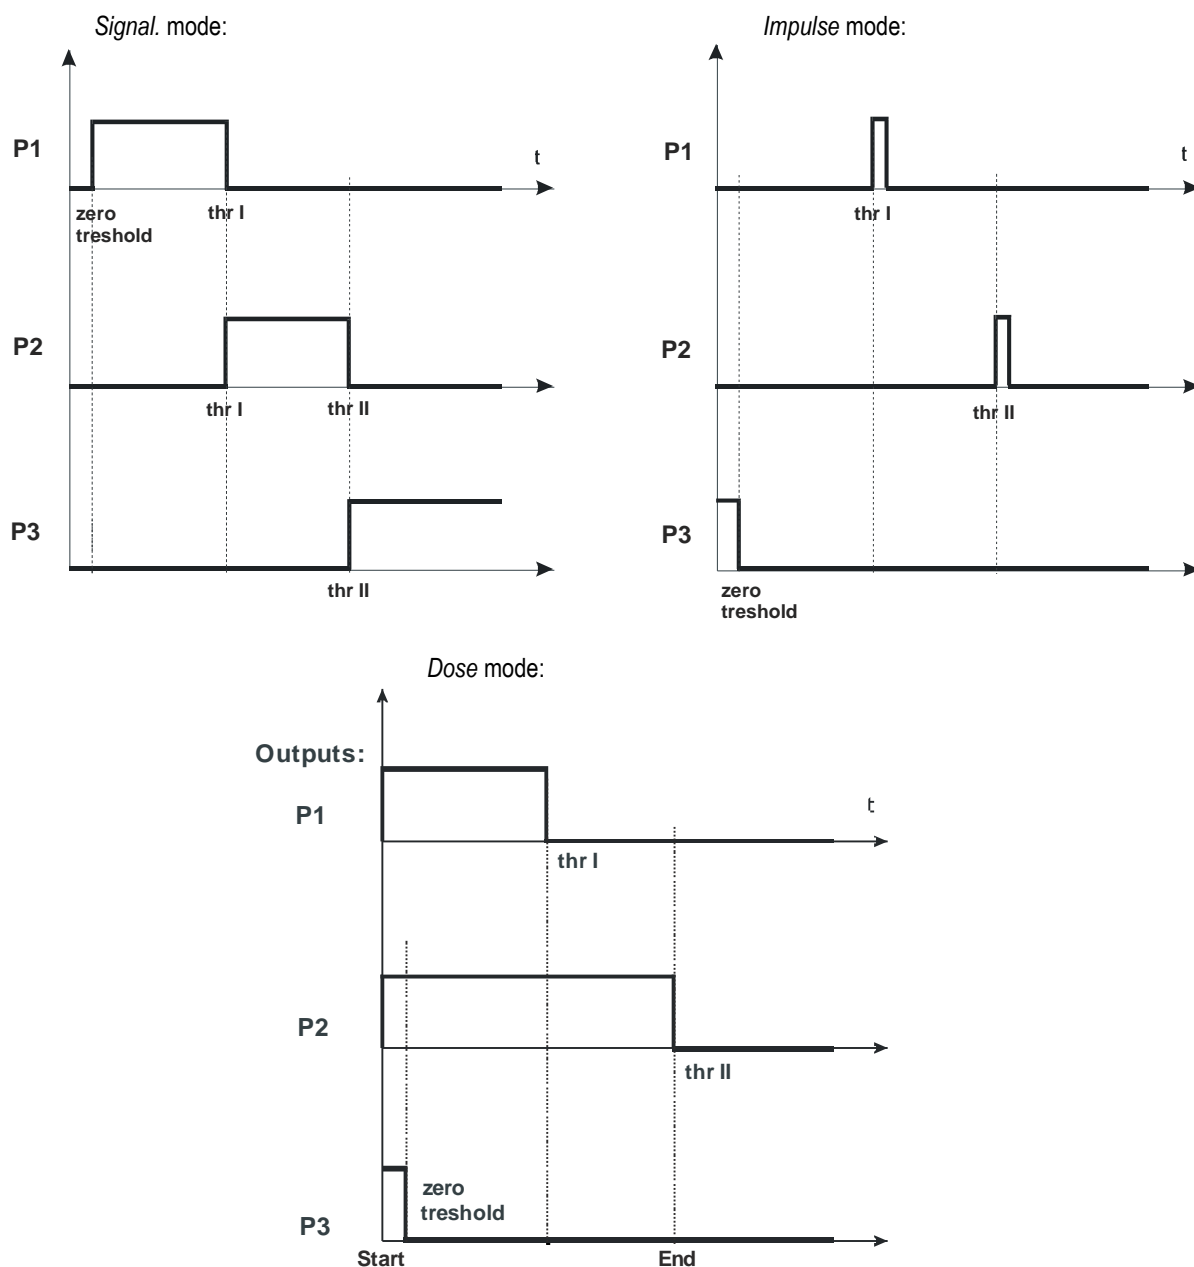 Signal. mode:
P1
t
zero
treshold
thr I
P2
thr I
thr II
P3
thr II
Impulse mode:
P1
t
thr I
P2
thr II
P3
zero
treshold
Dose mode:
Outputs:
P1
t
thr I
P2
thr II
zero
treshold
P3
Start
End